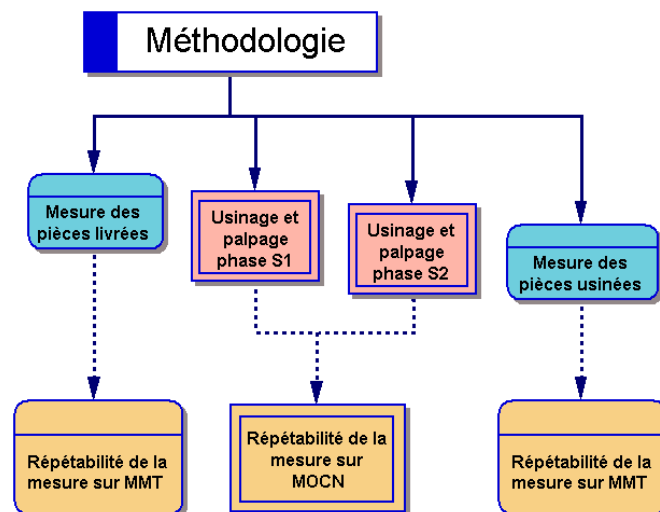 Méthodologie
Mesure des
pièces livrées
Usinage et
palpage
phase S1
Usinage et
palpage
phase S2
Mesure des
pièces usinées
Répétabilité de la
mesure sur MMT
Répétabilité de la
mesure sur
MOCN
Répétabilité de la
mesure sur MMT